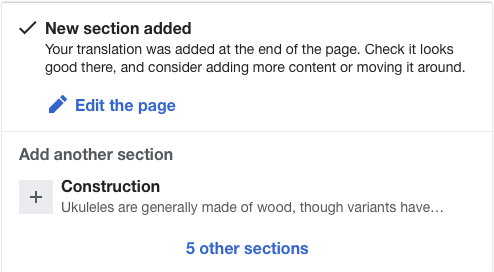 New section added
Your translation was added at the end of the page. Check it looks
good there, and consider adding more content or moving it around.
Edit the page
Add another section
Construction
Ukuleles are generally made of wood, though variants have…
5 other sections